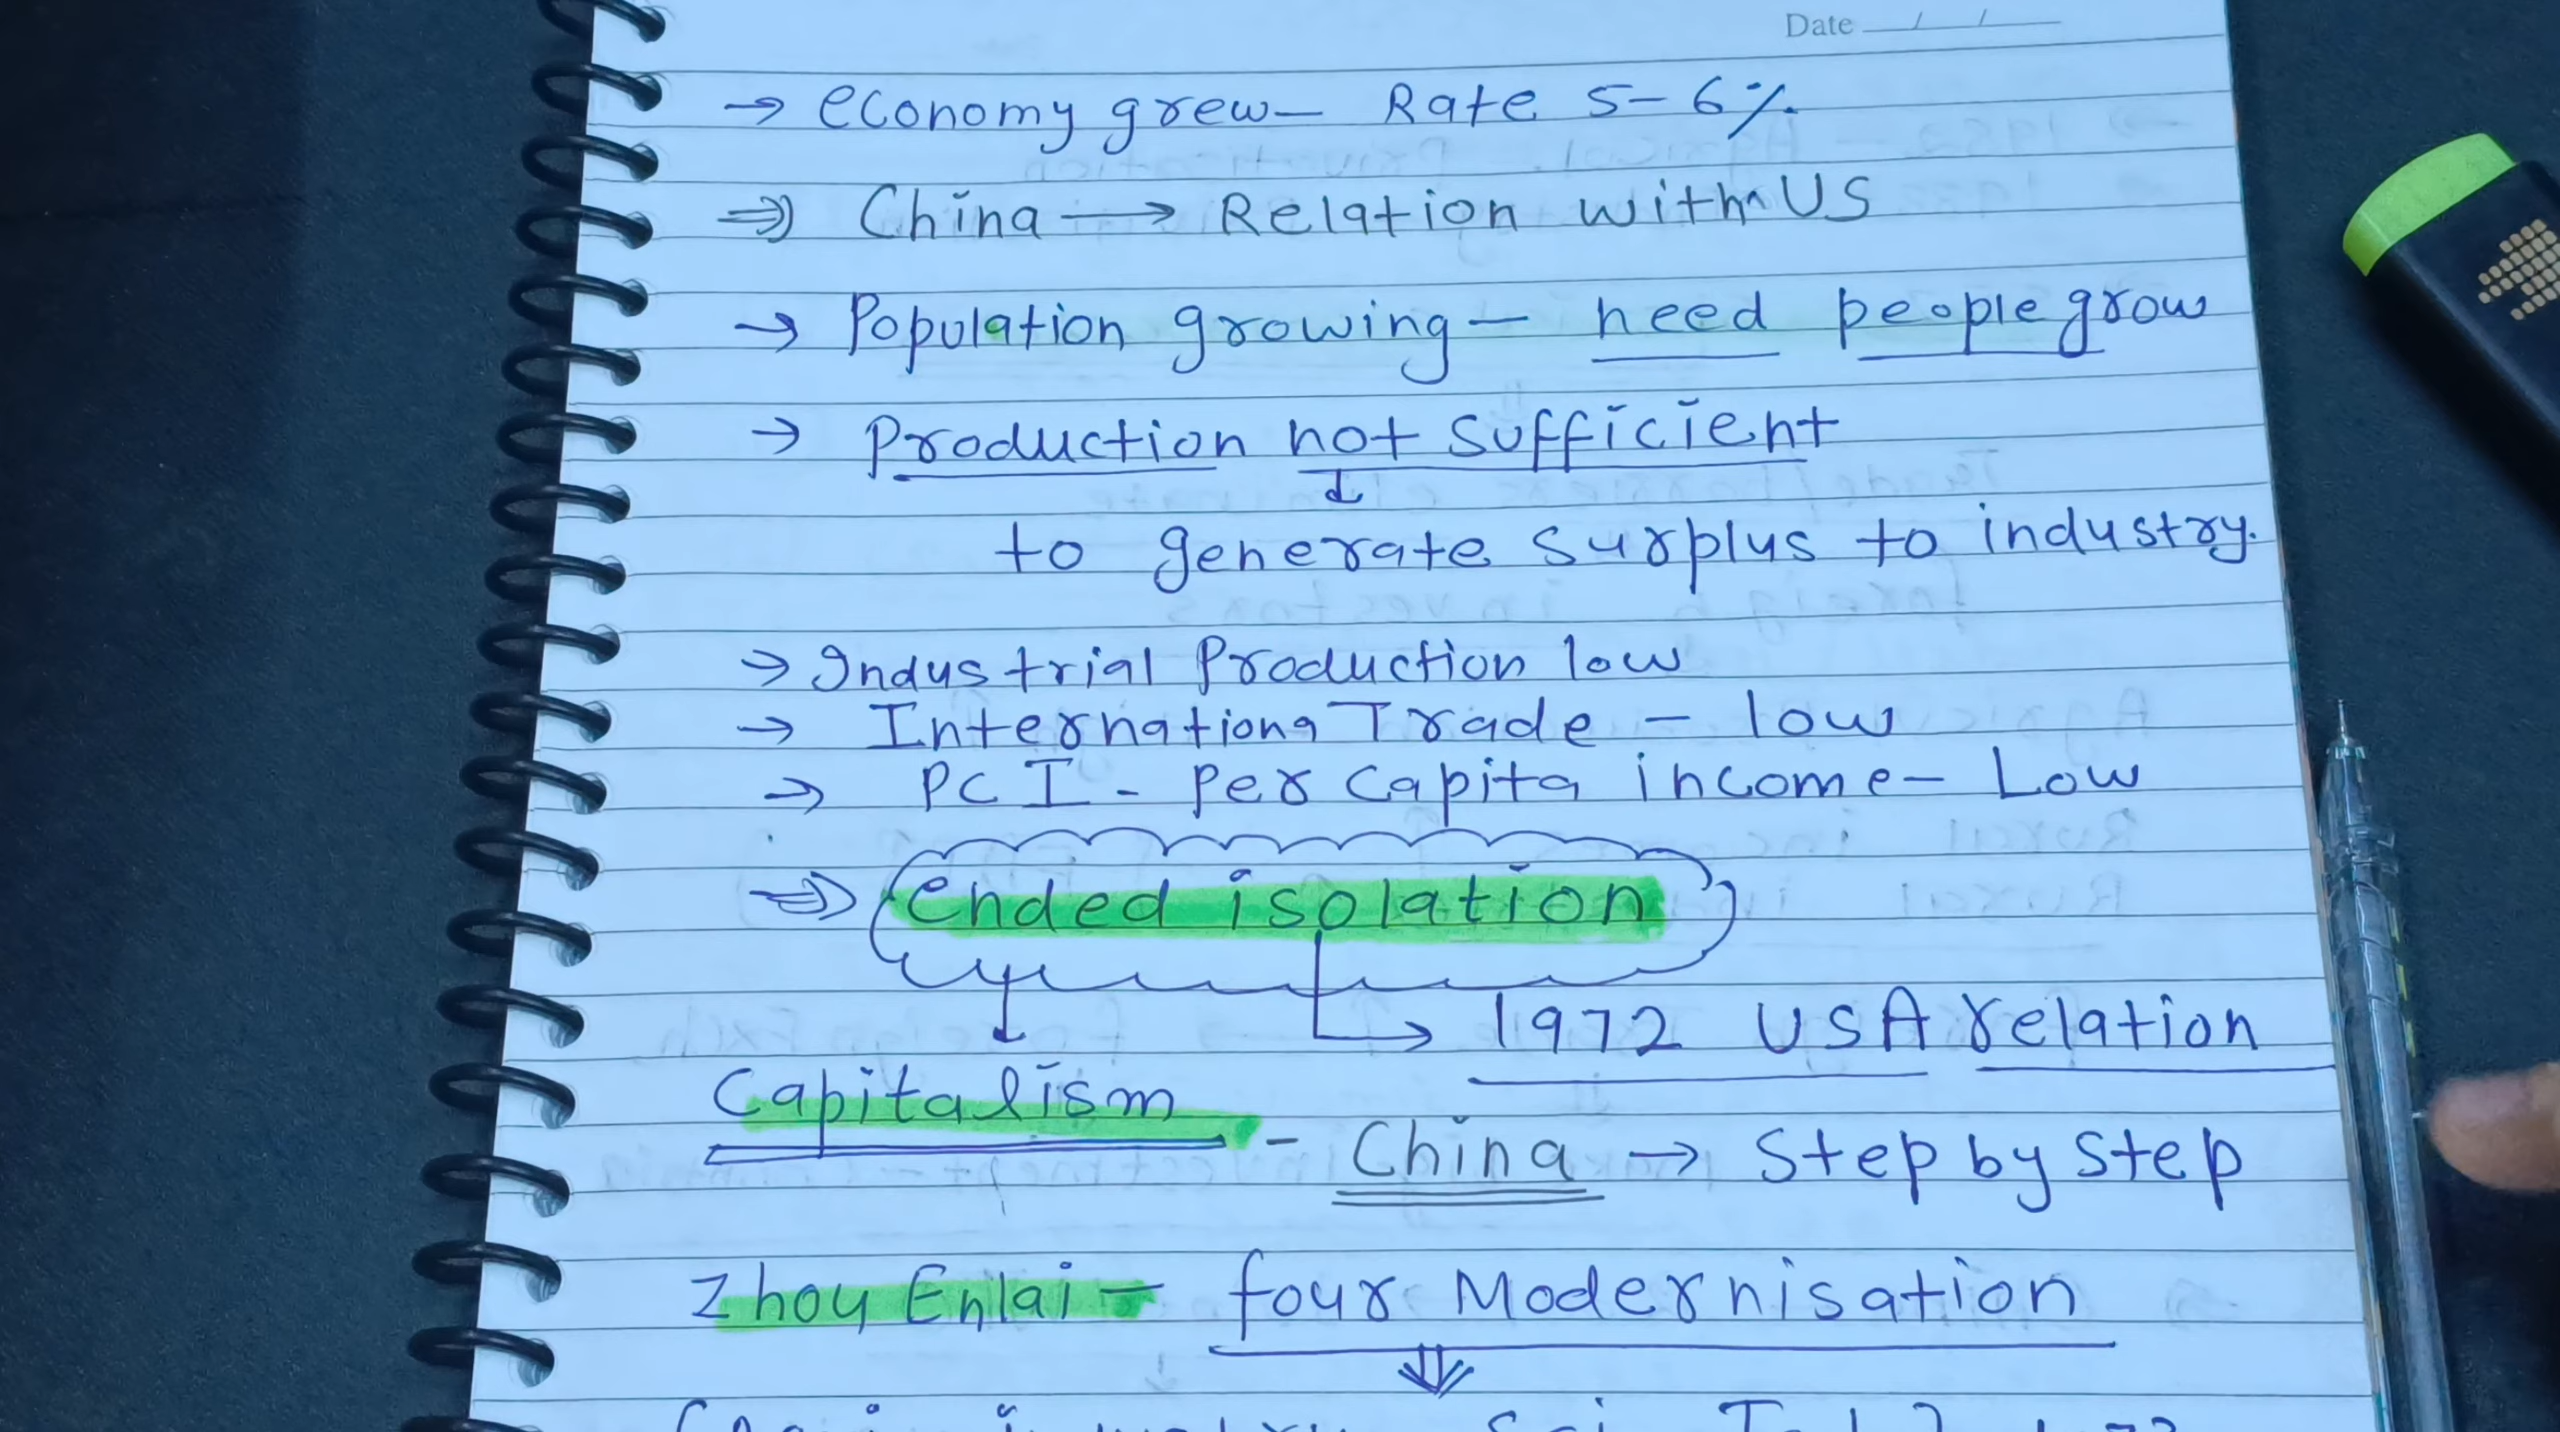 Date / /
→ economy grew - Rate 5-6%
⇒ China → Relation with US
→ Population growing - need people grow
→ Production not sufficient
↓
to generate surplus to industry.
→ Industrial Production low
→ Internationa Trade - low
→ PCI - Per Capita income - Low
⇒ ended isolation
→ 1972 USA relation
Capitalism
- China → Step by step
Zhou Enlai - four Modernisation